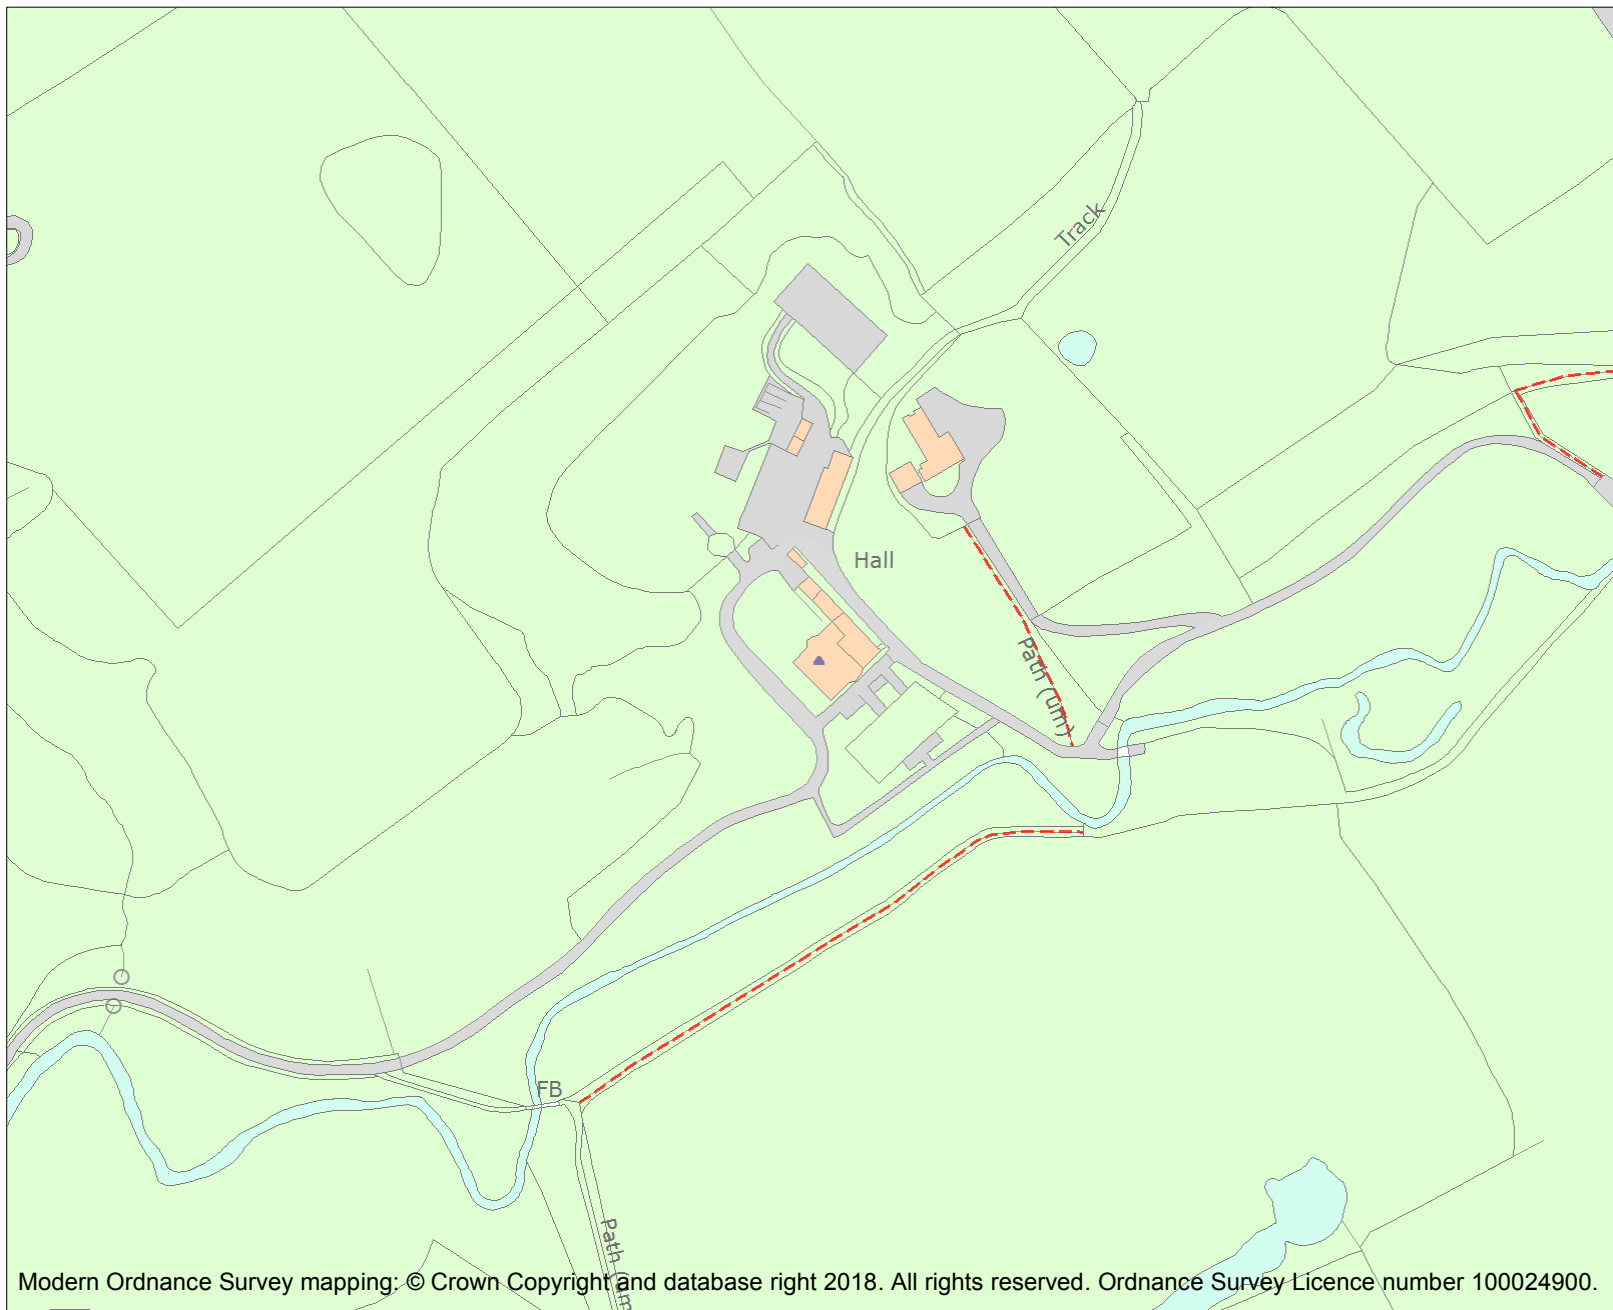 Track
Hall
Path (um)
FB
Path (um
Modern Ordnance Survey mapping: © Crown Copyright and database right 2018. All rights reserved. Ordnance Survey Licence number 100024900.